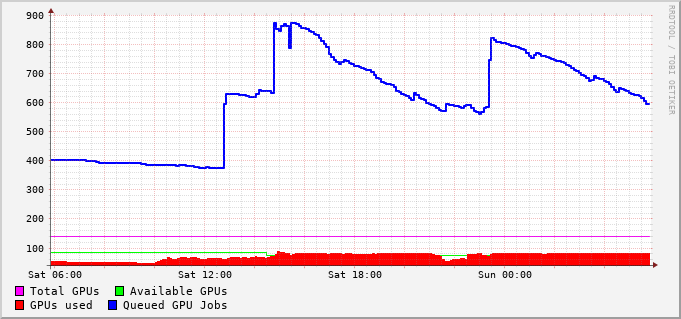 900
800
700
600
500
400
300
200
100
Sat 06:00 Sat 12:00 Sat 18:00 Sun 00:00
Total GPUs Available GPUs
GPUs used Queued GPU Jobs
RRDTOOL / TOBI OETIKER